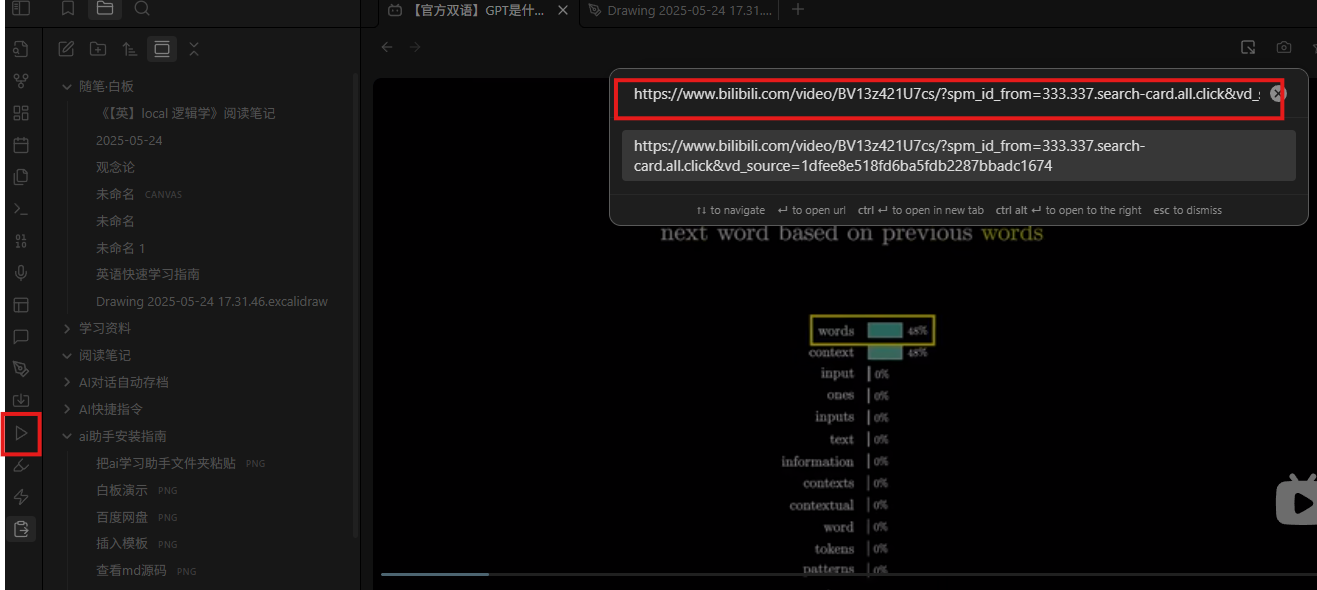 【官方双语】GPT是什...
Drawing 2025-05-24 17.31....
随笔·白板
《【英】local 逻辑学》阅读笔记
2025-05-24
观念论
未命名 CANVAS
未命名
未命名 1
英语快速学习指南
Drawing 2025-05-24 17.31.46.excalidraw
学习资料
阅读笔记
AI对话自动存档
AI快捷指令
ai助手安装指南
把ai学习助手文件夹粘贴 PNG
白板演示 PNG
百度网盘 PNG
插入模板 PNG
查看md源码 PNG
https://www.bilibili.com/video/BV13z421U7cs/?spm_id_from=333.337.search-card.all.click&vd_s
https://www.bilibili.com/video/BV13z421U7cs/?spm_id_from=333.337.search-
card.all.click&vd_source=1dfee8e518fd6ba5fdb2287bbadc1674
↑↓ to navigate ↵ to open url ctrl ↵ to open in new tab ctrl alt ↵ to open to the right esc to dismiss
next word based on previous words
words 48%
context 48%
input 0%
ones 0%
inputs 0%
text 0%
information 0%
contexts 0%
contextual 0%
word 0%
tokens 0%
patterns 0%